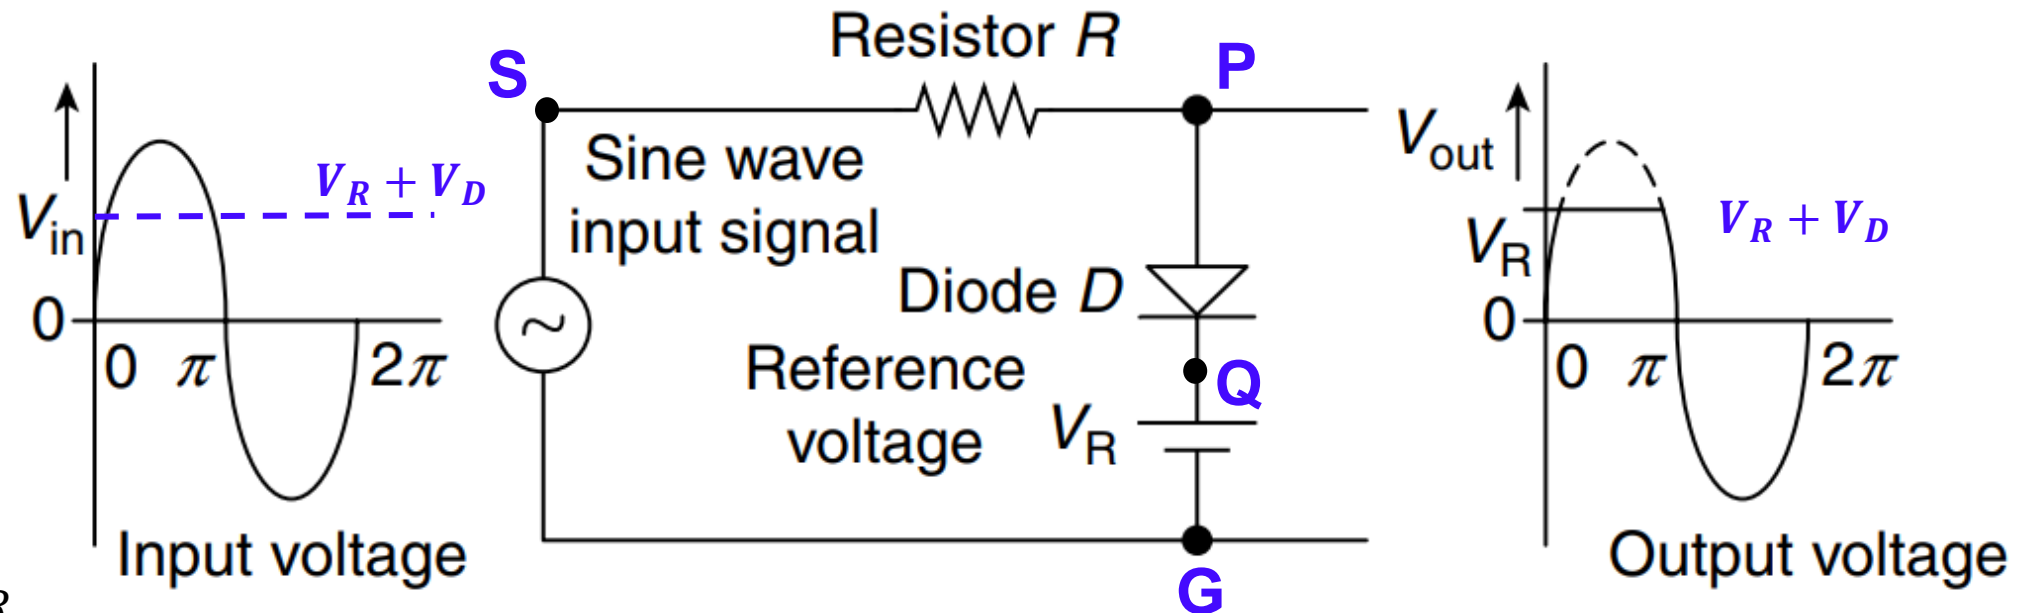 Resistor R
S
P
Sine wave
input signal
V_R + V_D
V_in
0
0 π 2π
Input voltage
~
Diode D
Q
Reference
voltage
V_R
G
V_out
V_R
V_R + V_D
0
0 π 2π
Output voltage
R